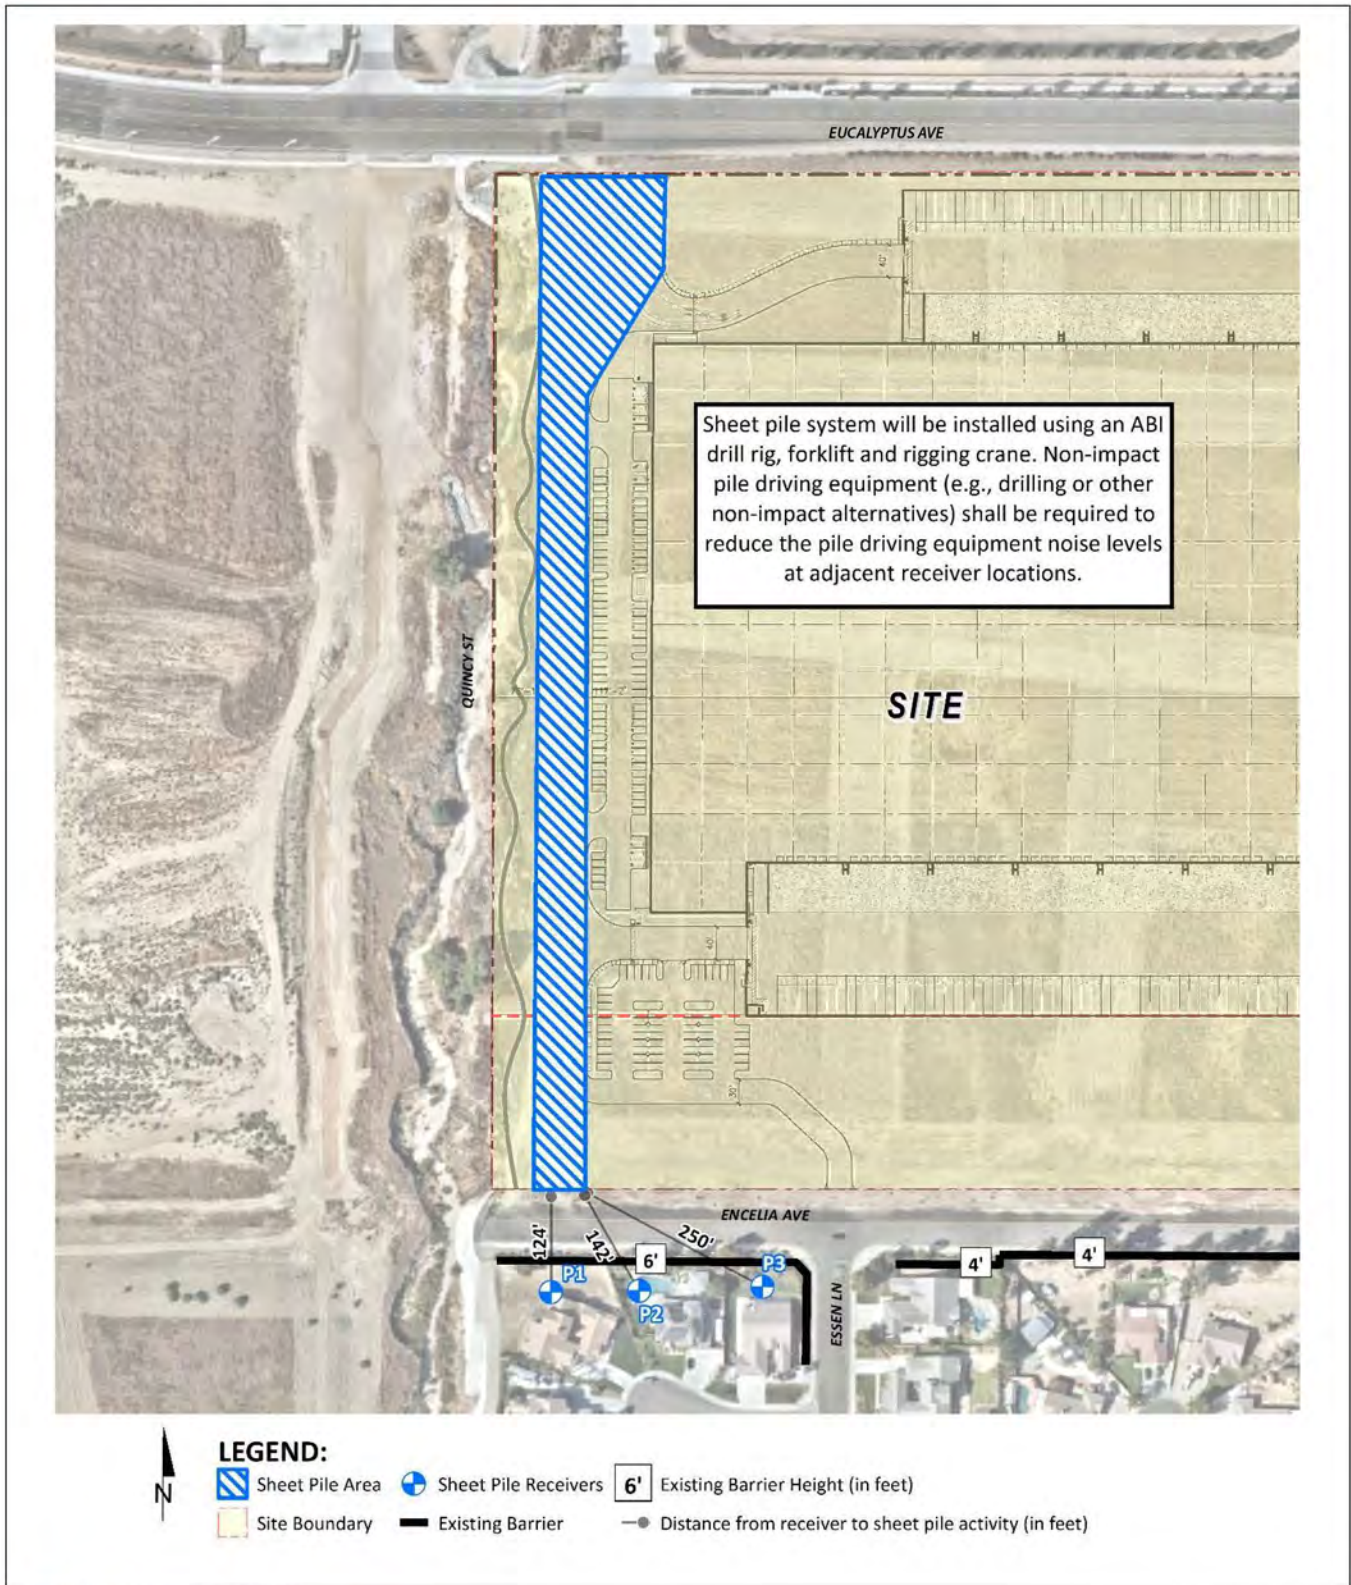 EUCALYPTUS AVE
40'
Sheet pile system will be installed using an ABI
drill rig, forklift and rigging crane. Non-impact
pile driving equipment (e.g., drilling or other
non-impact alternatives) shall be required to
reduce the pile driving equipment noise levels
at adjacent receiver locations.
QUINCY ST
SITE
40'
30'
ENCELIA AVE
124'
142'
250'
6'
4'
4'
P1
P2
P3
ESSEN LN
N
LEGEND:
Sheet Pile Area
Sheet Pile Receivers
6' Existing Barrier Height (in feet)
Site Boundary
Existing Barrier
Distance from receiver to sheet pile activity (in feet)